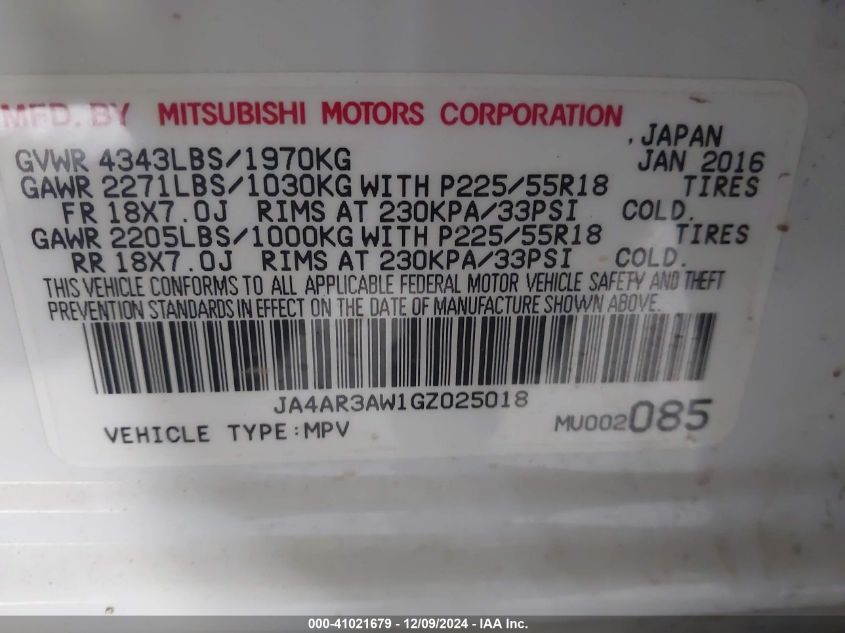 MFD. BY MITSUBISHI MOTORS CORPORATION
, JAPAN
GVWR 4343LBS/1970KG JAN 2016
GAWR 2271LBS/1030KG WITH P225/55R18 TIRES
FR 18X7.0J RIMS AT 230KPA/33PSI COLD.
GAWR 2205LBS/1000KG WITH P225/55R18 TIRES
RR 18X7.0J RIMS AT 230KPA/33PSI COLD.
THIS VEHICLE CONFORMS TO ALL APPLICABLE FEDERAL MOTOR VEHICLE SAFETY AND THEFT
PREVENTION STANDARDS IN EFFECT ON THE DATE OF MANUFACTURE SHOWN ABOVE.
JA4AR3AW1GZ025018
VEHICLE TYPE:MPV MU002085
000-41021679 - 12/09/2024 - IAA Inc.